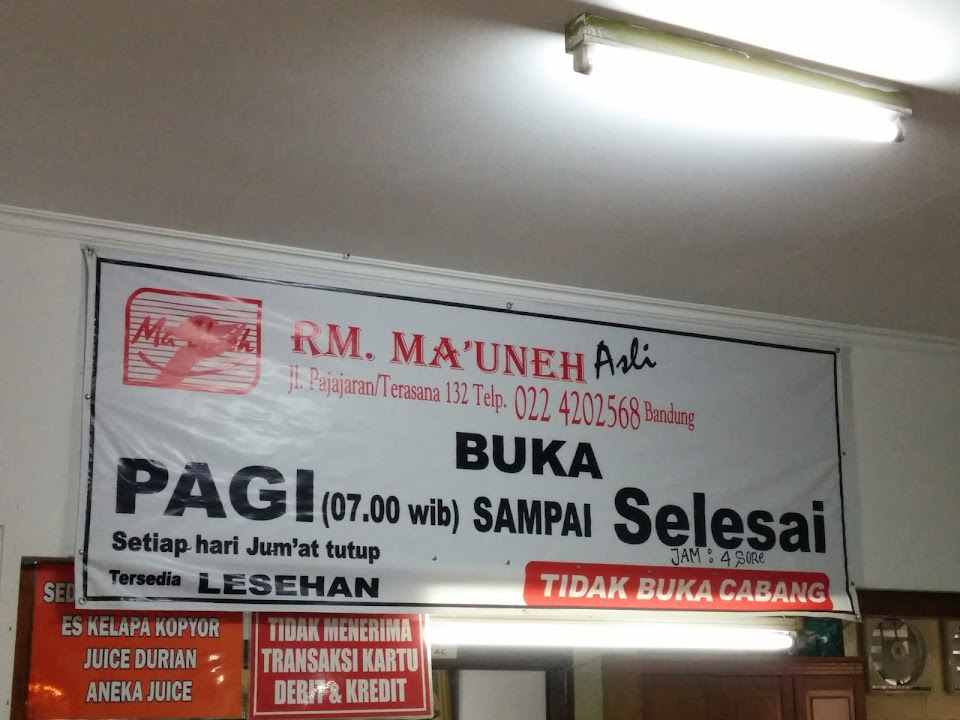 RM. MA'UNEH Asli
Jl. Pajajaran/Terasana 132 Telp. 022 4202568 Bandung
BUKA
PAGI (07.00 wib) SAMPAI Selesai
JAM : 4 SORE
Setiap hari Jum'at tutup
Tersedia LESEHAN
TIDAK BUKA CABANG
ES KELAPA KOPYOR
JUICE DURIAN
ANEKA JUICE
TIDAK MENERIMA
TRANSAKSI KARTU
DEBIT & KREDIT
AC